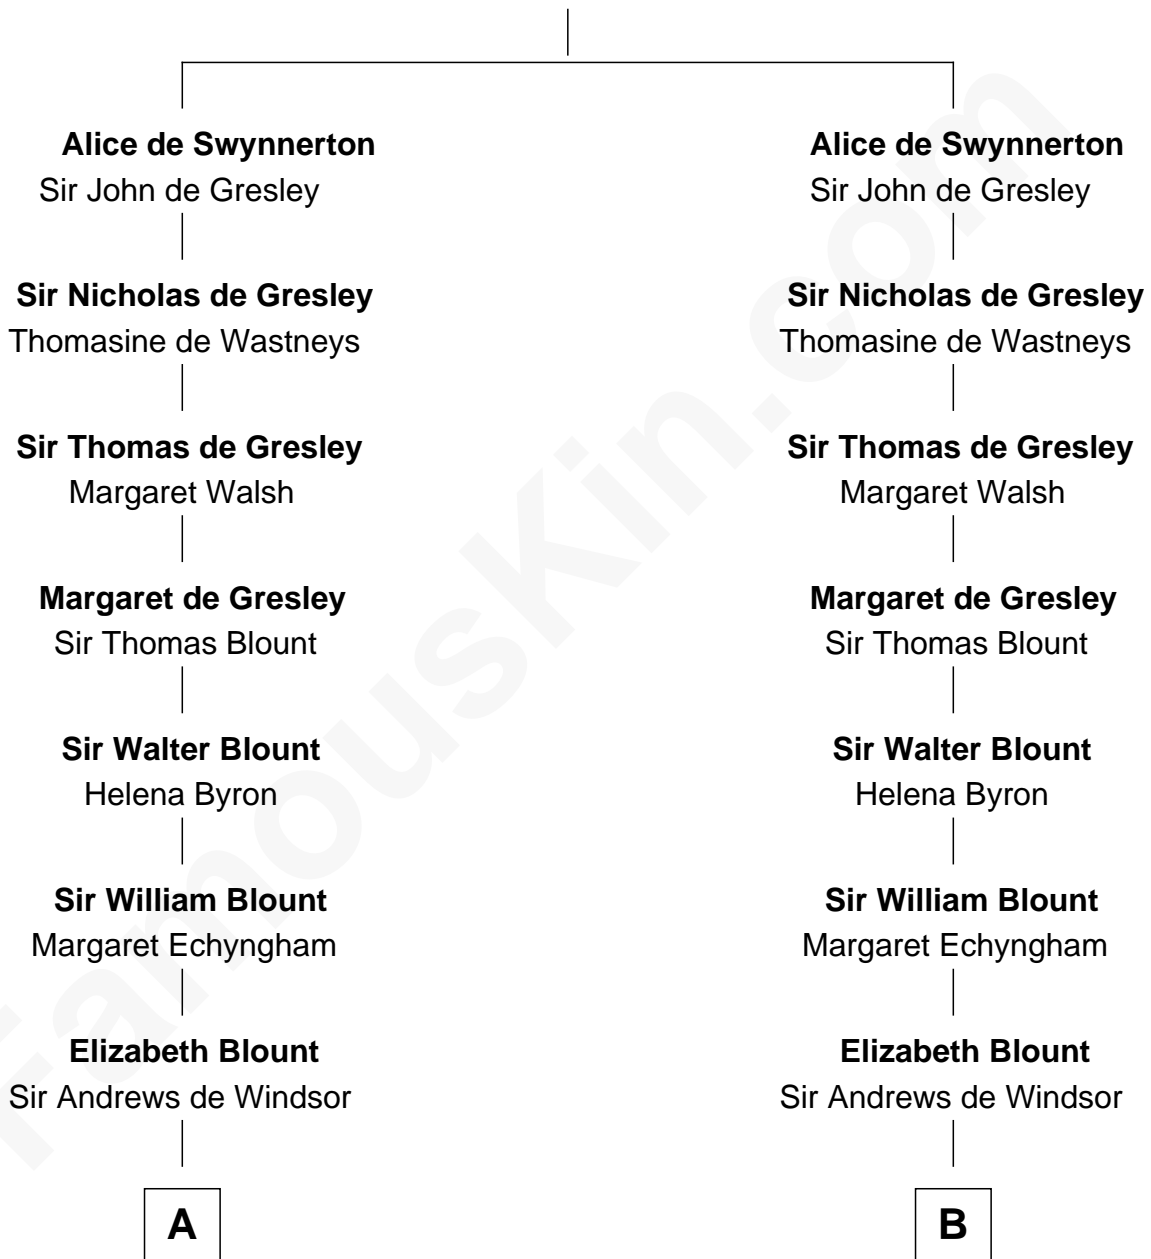 Alice de Swynnerton
Sir John de Gresley
Sir Nicholas de Gresley
Thomasine de Wastneys
Sir Thomas de Gresley
Margaret Walsh
Margaret de Gresley
Sir Thomas Blount
Sir Walter Blount
Helena Byron
Sir William Blount
Margaret Echyngham
Elizabeth Blount
Sir Andrews de Windsor
A
Alice de Swynnerton
Sir John de Gresley
Sir Nicholas de Gresley
Thomasine de Wastneys
Sir Thomas de Gresley
Margaret Walsh
Margaret de Gresley
Sir Thomas Blount
Sir Walter Blount
Helena Byron
Sir William Blount
Margaret Echyngham
Elizabeth Blount
Sir Andrews de Windsor
B
FamousKin.com